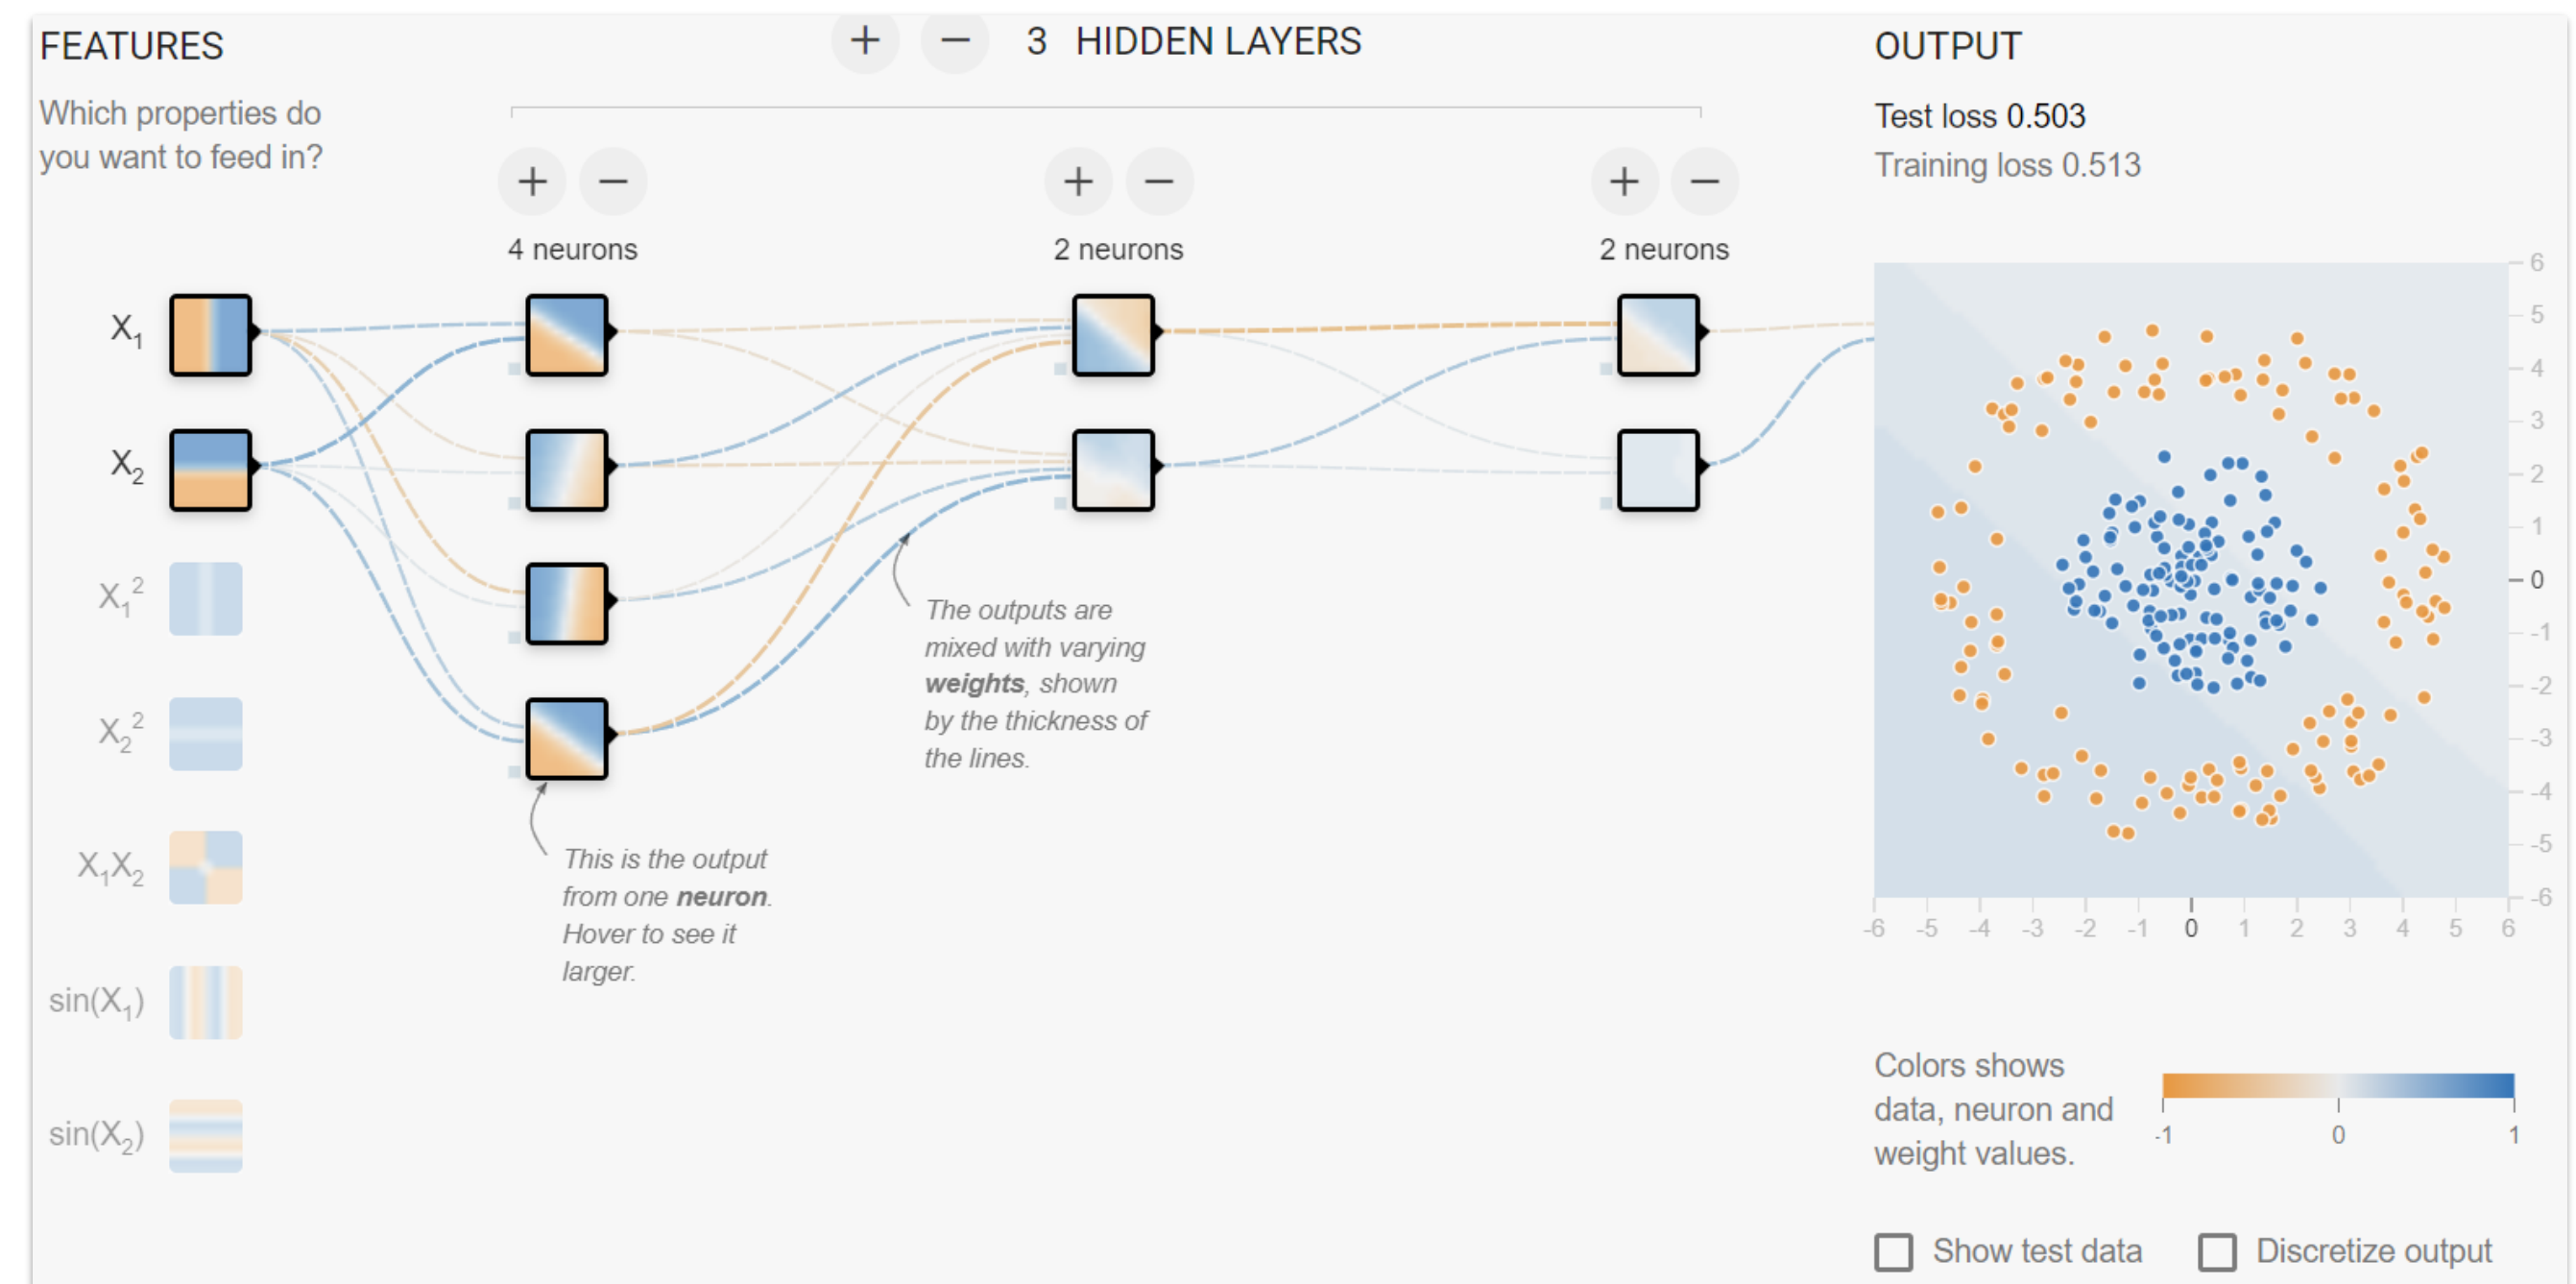 FEATURES
Which properties do
you want to feed in?
+ − 3 HIDDEN LAYERS
+ −
4 neurons
+ −
2 neurons
+ −
2 neurons
X₁
X₂
X₁²
X₂²
X₁X₂
sin(X₁)
sin(X₂)
This is the output
from one neuron.
Hover to see it
larger.
The outputs are
mixed with varying
weights, shown
by the thickness of
the lines.
OUTPUT
Test loss 0.503
Training loss 0.513
6
5
4
3
2
1
0
-1
-2
-3
-4
-5
-6
-6 -5 -4 -3 -2 -1 0 1 2 3 4 5 6
Colors shows
data, neuron and
weight values.
-1 0 1
Show test data
Discretize output